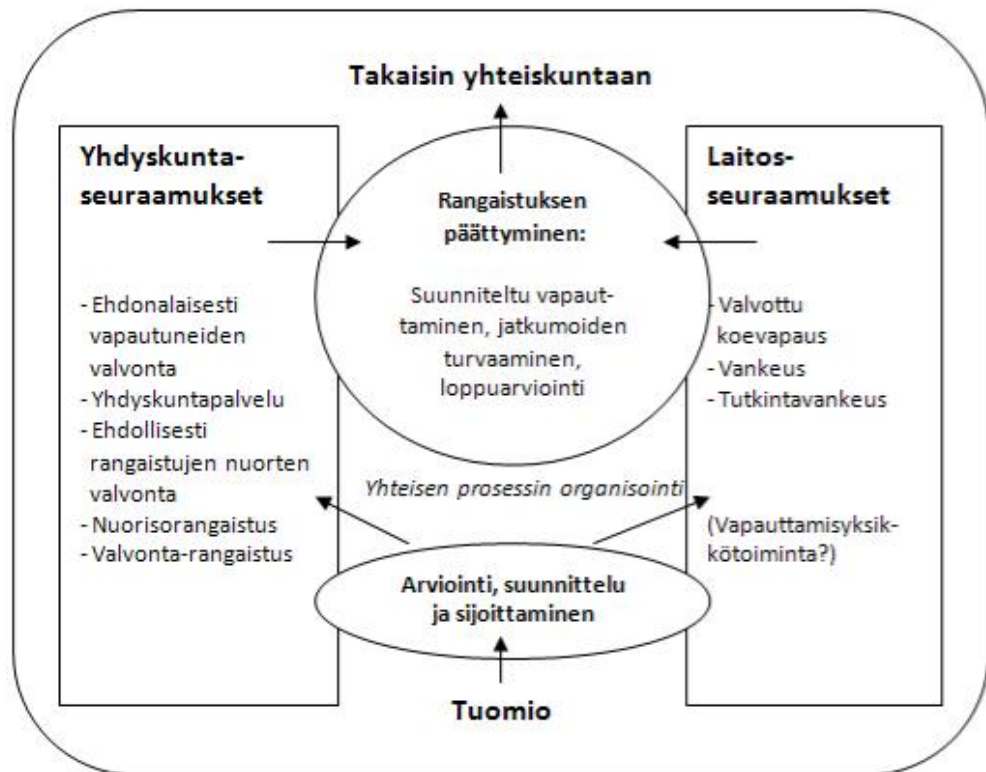 Takaisin yhteiskuntaan
Yhdyskunta-
seuraamukset
- Ehdonalaisesti
vapautuneiden
valvonta
- Yhdyskuntapalvelu
- Ehdollisesti
rangaistujen nuorten
valvonta
- Nuorisorangaistus
- Valvonta-rangaistus
Rangaistuksen
päättyminen:
Suunniteltu vapaut-
taminen, jatkumoiden
turvaaminen,
loppuarviointi
Laitos-
seuraamukset
- Valvottu
koevapaus
- Vankeus
- Tutkintavankeus
(Vapauttamisyksik-
kötoiminta?)
Yhteisen prosessin organisointi
Arviointi, suunnittelu
ja sijoittaminen
Tuomio